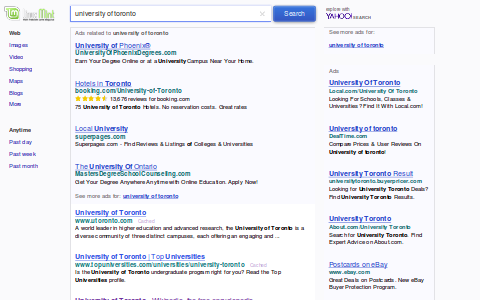 Linux Mint
university of toronto
Search
explore with
YAHOO! SEARCH
Web
Images
Video
Shopping
Maps
Blogs
More
Anytime
Past day
Past week
Past month
Ads related to university of toronto
University of Phoenix®
UniversityOfPhoenixDegrees.com
Earn Your Degree Online or at a University Campus Near Your Home.
Hotels in Toronto
booking.com/University-of-Toronto
13,676 reviews for booking.com
75 University of Toronto Hotels. No reservation costs. Great rates
Local University
superpages.com
Superpages.com - Find Reviews & Listings of Colleges & Universities
The University Of Ontario
MastersDegreeSchoolCounseling.com
Get Your Degree Anywhere Anytime with Online Education. Apply Now!
See more ads for: university of toronto
University of Toronto
www.utoronto.com Cached
A world leader in higher education and advanced research, the University of Toronto is a
diverse community of three distinct campuses, each offering an engaging and ...
University of Toronto | Top Universities
www.topuniversities.com/universities/university-toronto Cached
Is the University of Toronto undergraduate program right for you? Read the Top
Universities profile.
University of Toronto - Wikipedia, the free encyclopedia
See more ads for:
university of toronto
Ads
University Of Toronto
Local.com/University Of Toronto
Looking For Schools, Classes &
Universities? Find It With Local.com!
University of toronto
DealTime.com
Compare Prices & User Reviews On
University of toronto!
University Toronto Result
universitytoronto.buyerpricer.com
Looking for University Toronto Deals?
Find University Toronto Results.
University Toronto
About.com/University Toronto
Search for University Toronto. Find
Expert Advice on About.com.
Postcards on eBay
www.ebay.com
Great Deals on Postcards. New eBay
Buyer Protection Program.